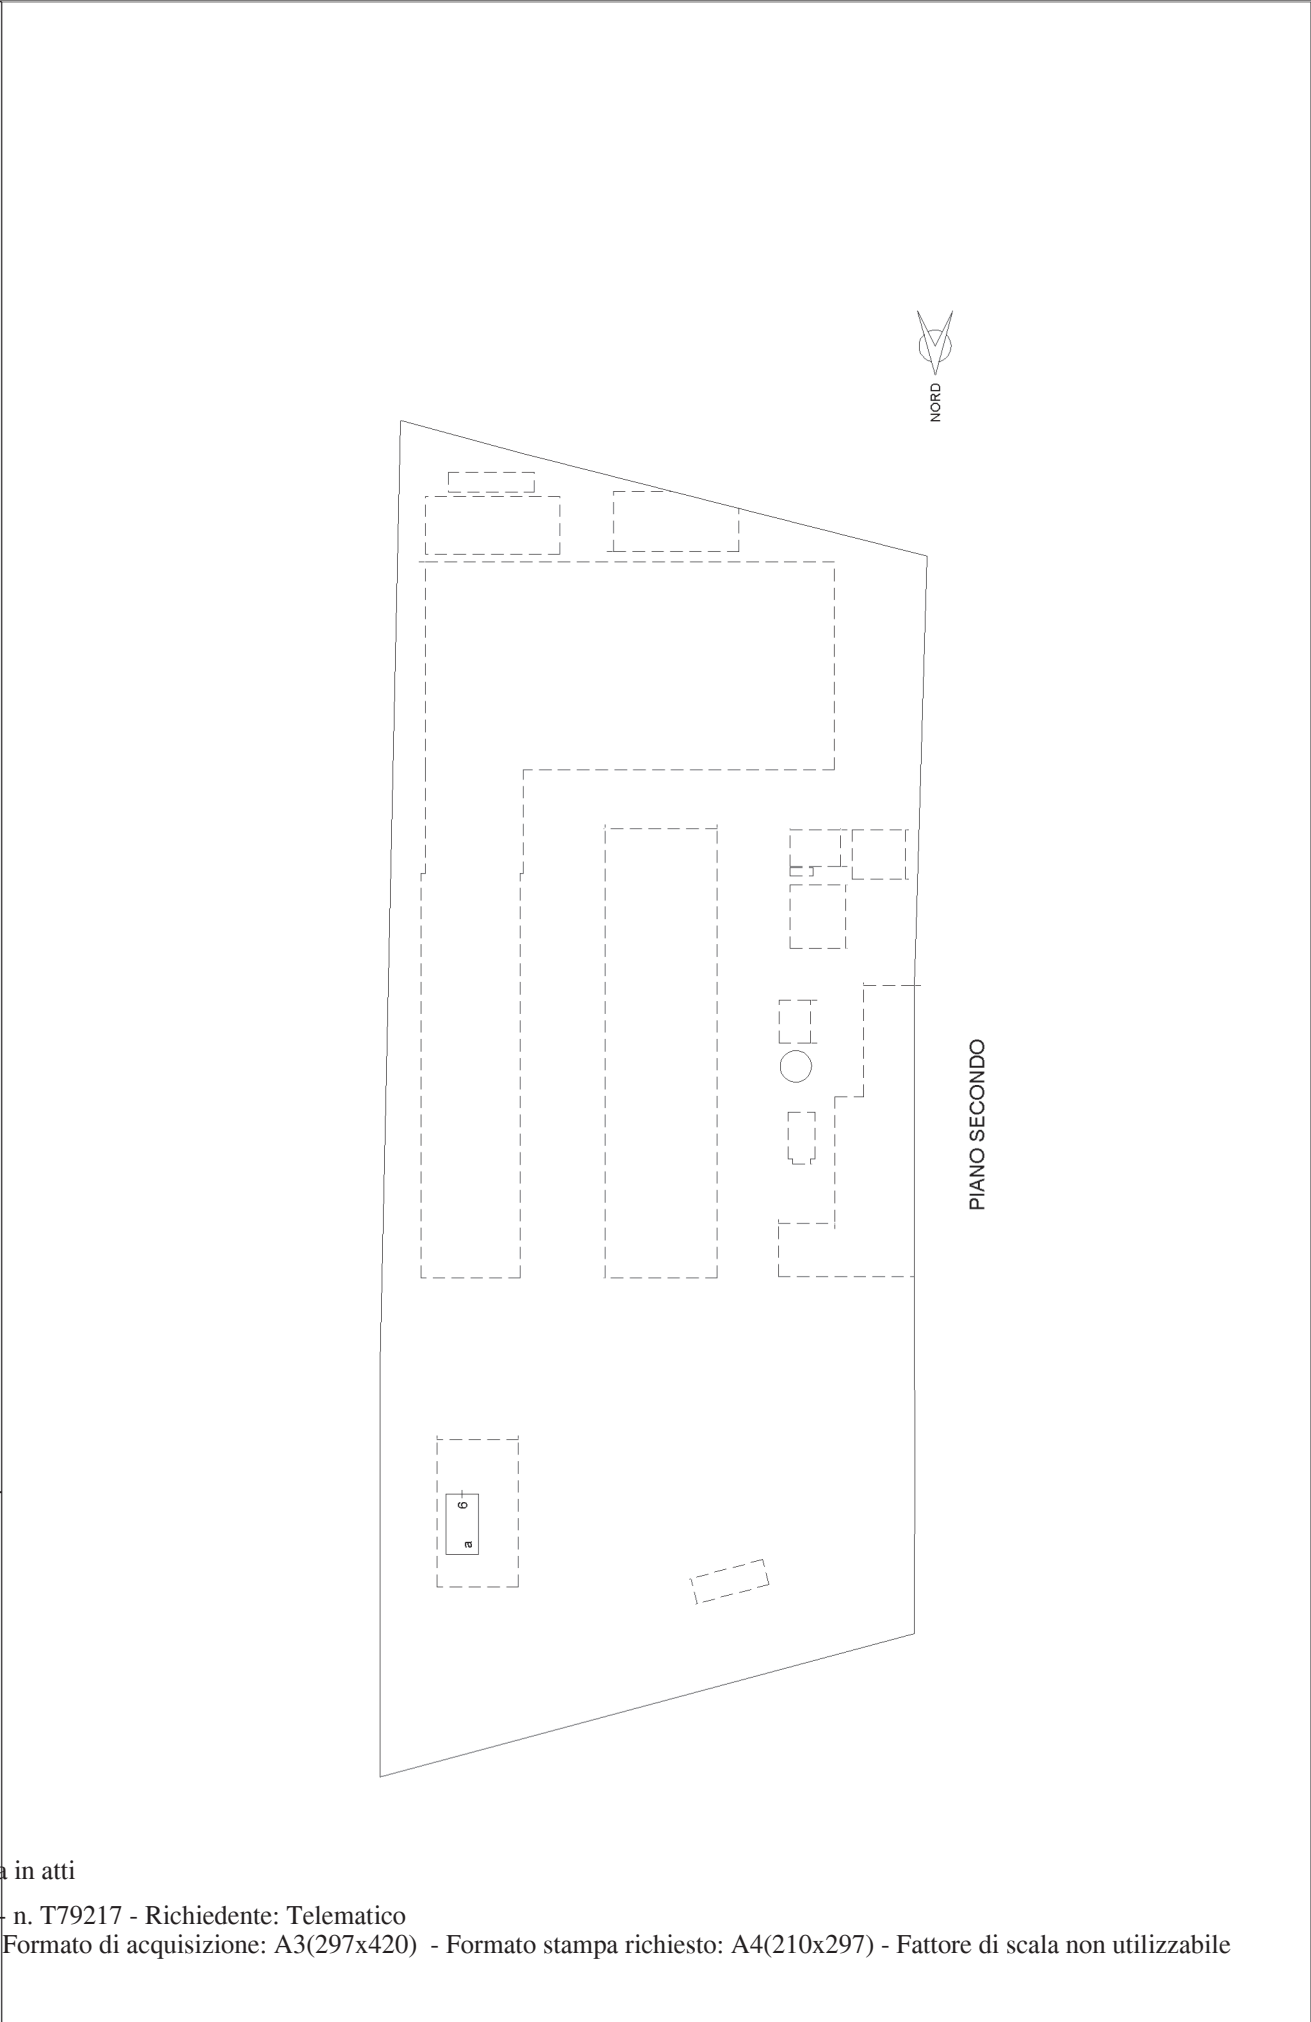 NORD
PIANO SECONDO
6
a
a in atti
- n. T79217 - Richiedente: Telematico
Formato di acquisizione: A3(297x420) - Formato stampa richiesto: A4(210x297) - Fattore di scala non utilizzabile